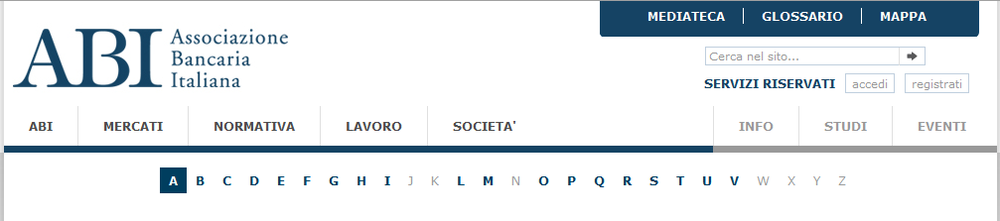 MEDIATECA GLOSSARIO MAPPA
ABI Associazione
Bancaria
Italiana
Cerca nel sito...
SERVIZI RISERVATI accedi registrati
ABI MERCATI NORMATIVA LAVORO SOCIETA' INFO STUDI EVENTI
A B C D E F G H I J K L M N O P Q R S T U V W X Y Z